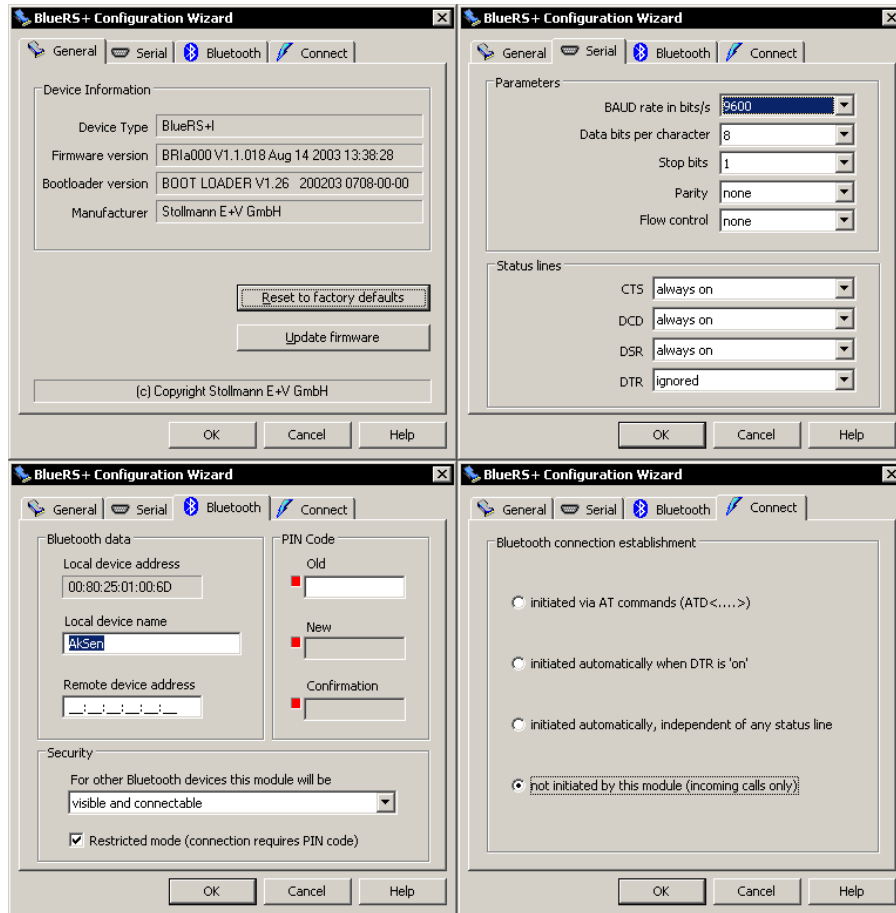 BlueRS+ Configuration Wizard
General Serial Bluetooth Connect
Device Information
Device Type BlueRS+I
Firmware version BRIa000 V1.1.018 Aug 14 2003 13:38:28
Bootloader version BOOT LOADER V1.26 200203 0708-00-00
Manufacturer Stollmann E+V GmbH
Reset to factory defaults
Update firmware
(c) Copyright Stollmann E+V GmbH
OK Cancel Help
BlueRS+ Configuration Wizard
General Serial Bluetooth Connect
Parameters
BAUD rate in bits/s 9600
Data bits per character 8
Stop bits 1
Parity none
Flow control none
Status lines
CTS always on
DCD always on
DSR always on
DTR ignored
OK Cancel Help
BlueRS+ Configuration Wizard
General Serial Bluetooth Connect
Bluetooth data
Local device address
00:80:25:01:00:6D
Local device name
AkSen
Remote device address
__:__:__:__:__:__
PIN Code
Old
New
Confirmation
Security
For other Bluetooth devices this module will be
visible and connectable
Restricted mode (connection requires PIN code)
OK Cancel Help
BlueRS+ Configuration Wizard
General Serial Bluetooth Connect
Bluetooth connection establishment
initiated via AT commands (ATD<....>)
initiated automatically when DTR is 'on'
initiated automatically, independent of any status line
not initiated by this module (incoming calls only)
OK Cancel Help